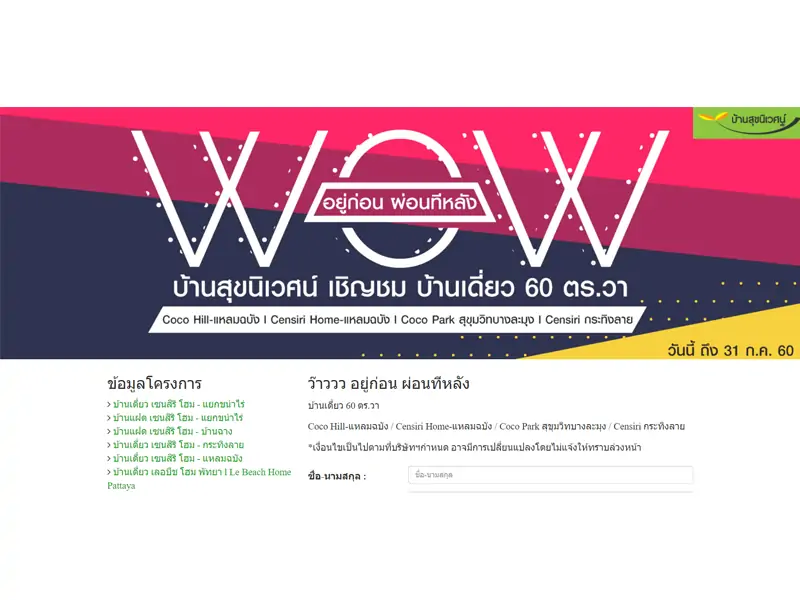 บ้านสุขนิเวศน์
WOW
อยู่ก่อน ผ่อนทีหลัง
บ้านสุขนิเวศน์ เชิญชม บ้านเดี่ยว 60 ตร.วา
Coco Hill-แหลมฉบัง l Censiri Home-แหลมฉบัง l Coco Park สุขุมวิทบางละมุง l Censiri กระทิงลาย
วันนี้ ถึง 31 ก.ค. 60
ข้อมูลโครงการ
> บ้านเดี่ยว เซนสิริ โฮม - แยกขนำไร่
> บ้านแฝด เซนสิริ โฮม - แยกขนำไร่
> บ้านแฝด เซนสิริ โฮม - บ้านฉาง
> บ้านเดี่ยว เซนสิริ โฮม - กระทิงลาย
> บ้านเดี่ยว เซนสิริ โฮม - แหลมฉบัง
> บ้านเดี่ยว เลอบีช โฮม พัทยา l Le Beach Home
Pattaya
ว๊าววว อยู่ก่อน ผ่อนทีหลัง
บ้านเดี่ยว 60 ตร.วา
Coco Hill-แหลมฉบัง / Censiri Home-แหลมฉบัง / Coco Park สุขุมวิทบางละมุง / Censiri กระทิงลาย
*เงื่อนไขเป็นไปตามที่บริษัทฯกำหนด อาจมีการเปลี่ยนแปลงโดยไม่แจ้งให้ทราบล่วงหน้า
ชื่อ-นามสกุล :
ชื่อ-นามสกุล